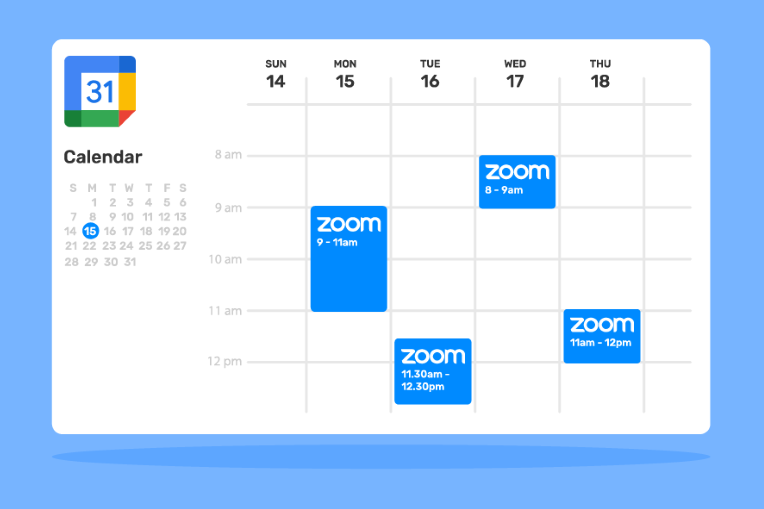 31
Calendar
S M T W T F S
1 2 3 4 5 6
7 8 9 10 11 12 13
14 15 16 17 18 19 20
21 22 23 24 25 26 27
28 29 30 31
SUN MON TUE WED THU
14 15 16 17 18
8 am
9 am
10 am
11 am
12 pm
zoom
9 - 11am
zoom
11.30am -
12.30pm
zoom
8 - 9am
zoom
11am - 12pm